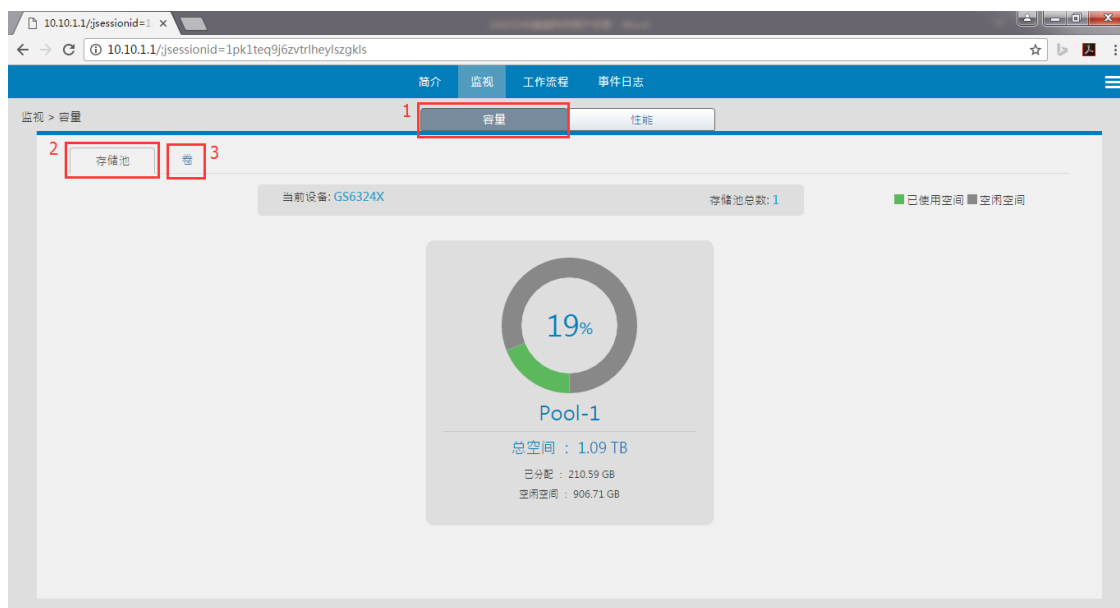 10.10.1.1/;jsessionid=1
10.10.1.1/;jsessionid=1pk1teq9j6zvtrlheylszgkls
简介 监视 工作流程 事件日志
监视 > 容量
1 容量 性能
2 存储池 卷 3
当前设备: GS6324X 存储池总数: 1 已使用空间 空闲空间
19%
Pool-1
总空间 : 1.09 TB
已分配 : 210.59 GB
空闲空间 : 906.71 GB